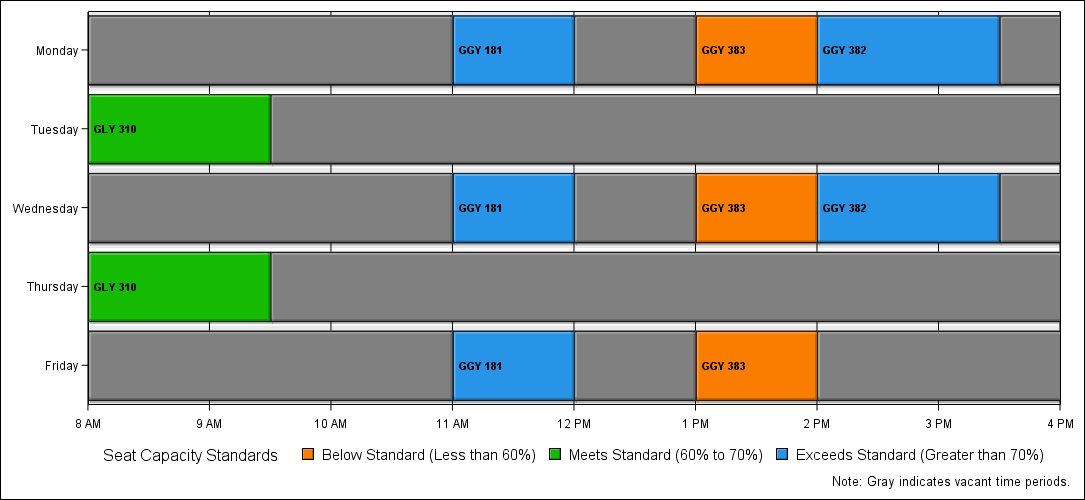 Monday GGY 181 GGY 383 GGY 382
Tuesday GLY 310
Wednesday GGY 181 GGY 383 GGY 382
Thursday GLY 310
Friday GGY 181 GGY 383
8 AM 9 AM 10 AM 11 AM 12 PM 1 PM 2 PM 3 PM 4 PM
Seat Capacity Standards Below Standard (Less than 60%) Meets Standard (60% to 70%) Exceeds Standard (Greater than 70%)
Note: Gray indicates vacant time periods.